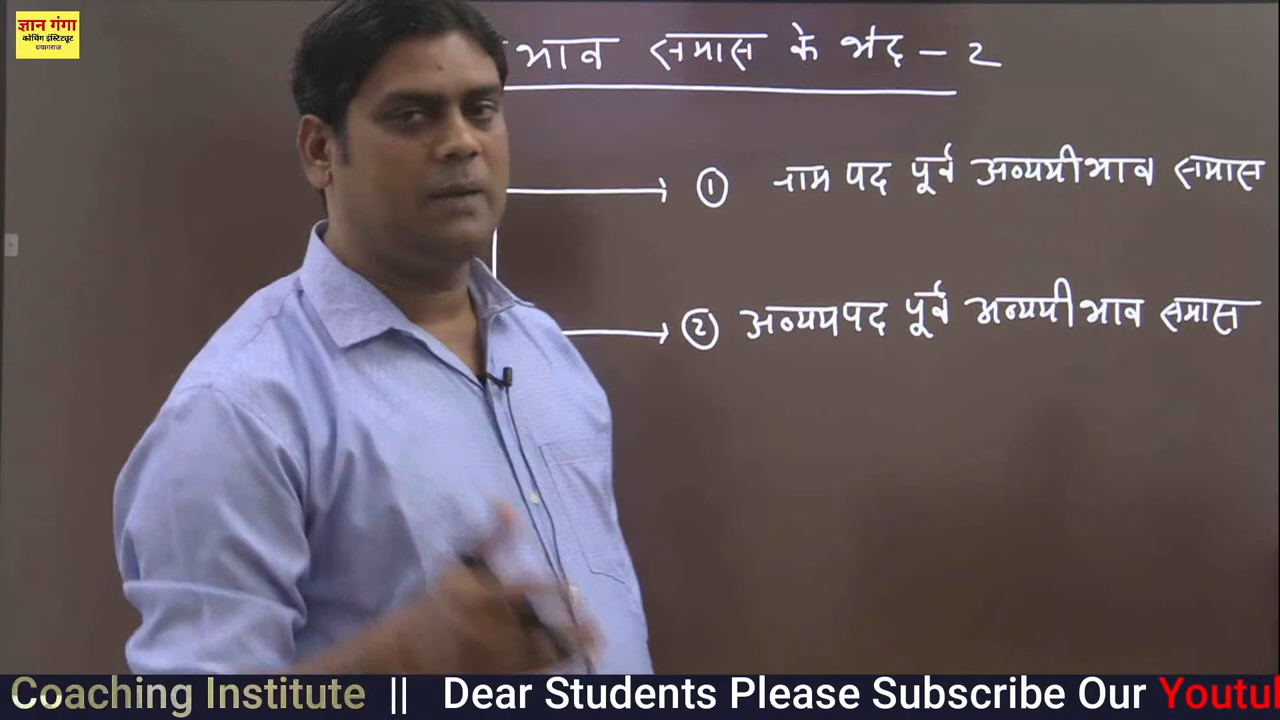 ज्ञान गंगा
कोचिंग इंस्टिट्यूट
प्रयागराज
भाव समास के भेद - 2
① नाम पद पूर्व अव्ययीभाव समास
② अव्ययपद पूर्व अव्ययीभाव समास
Coaching Institute || Dear Students Please Subscribe Our Youtu